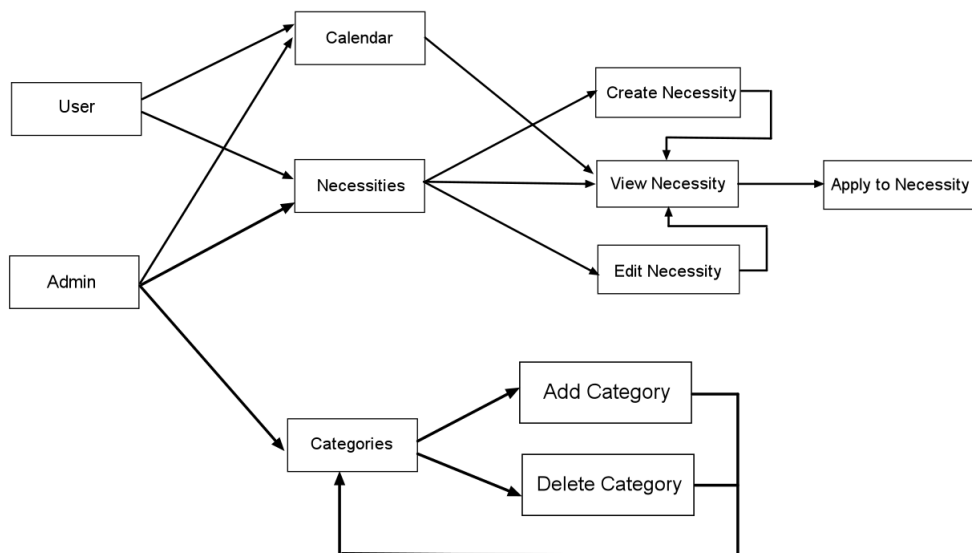 Calendar
User
Create Necessity
Necessities
View Necessity
Apply to Necessity
Admin
Edit Necessity
Add Category
Categories
Delete Category